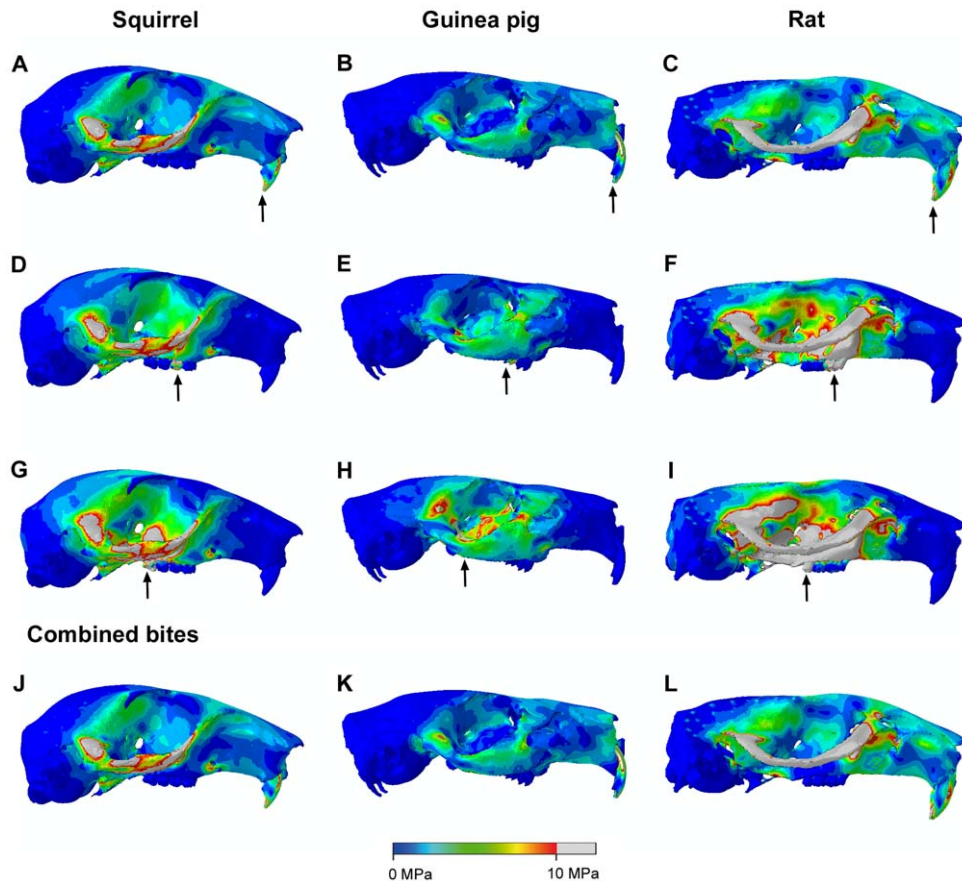 Squirrel Guinea pig Rat
A B C
D E F
G H I
Combined bites
J K L
0 MPa 10 MPa